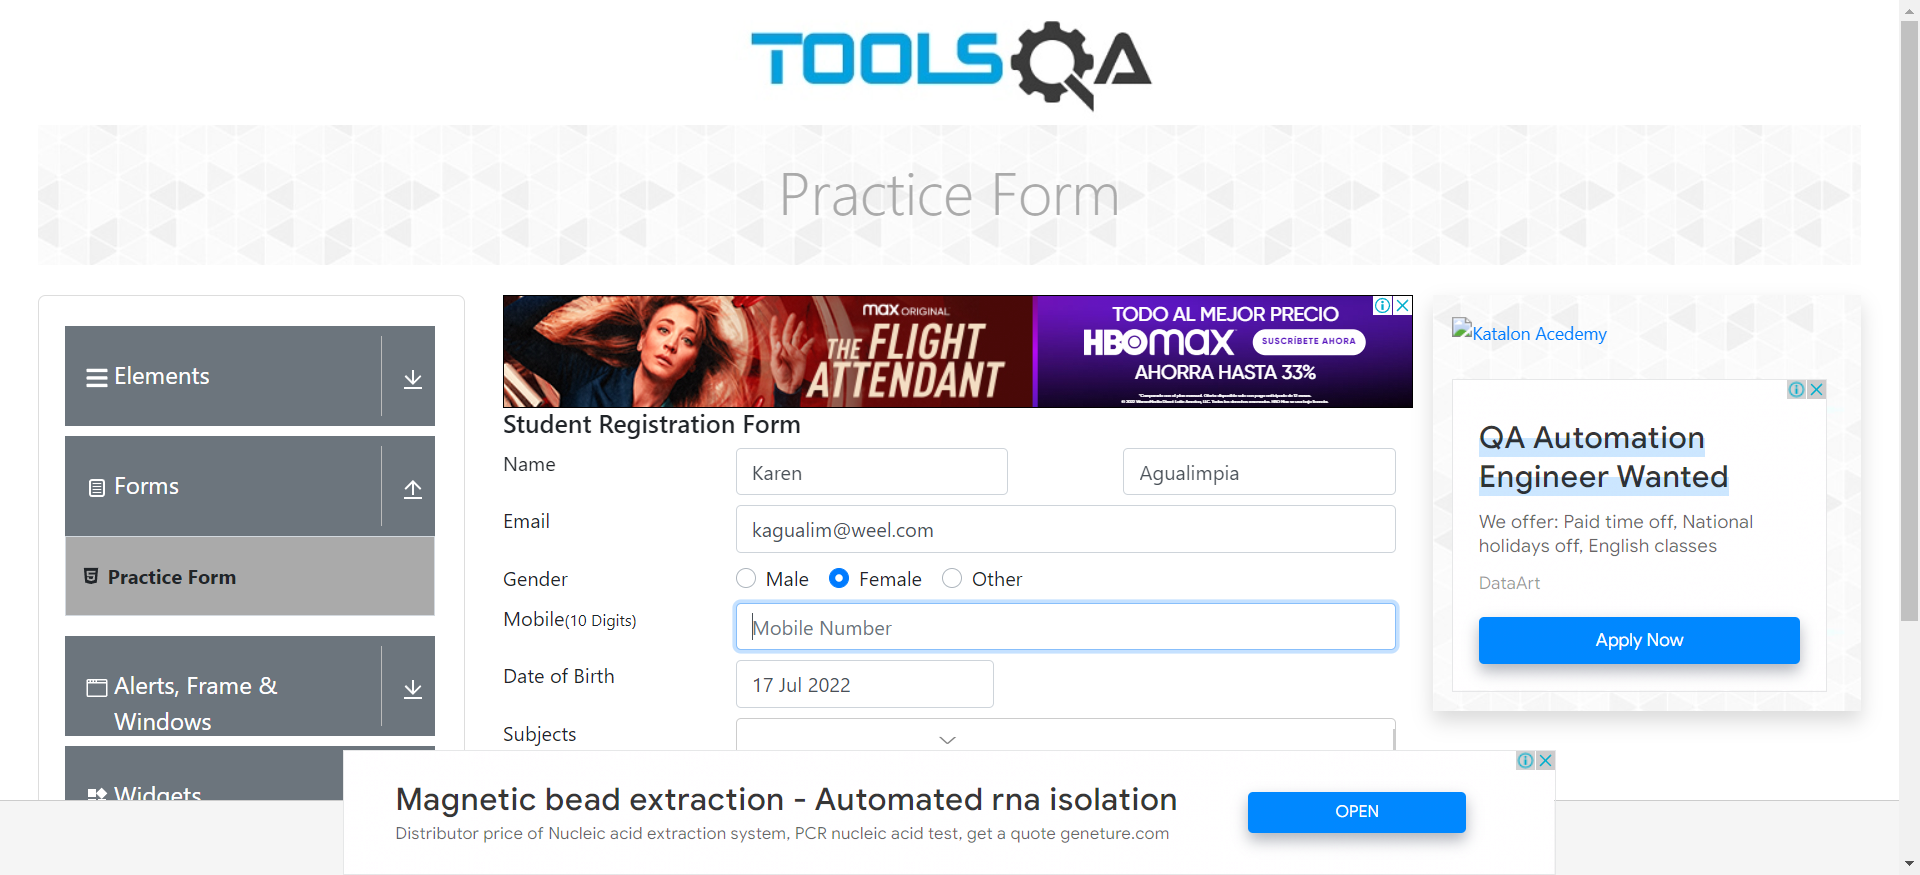 TOOLSQA
Practice Form
Elements
Forms
Practice Form
Alerts, Frame &
Windows
Widgets
max ORIGINAL
THE FLIGHT
ATTENDANT
TODO AL MEJOR PRECIO
HBOMAX
SUSCRÍBETE AHORA
AHORRA HASTA 33%
Student Registration Form
Name
Karen
Agualimpia
Email
kagualim@weel.com
Gender
Male
Female
Other
Mobile(10 Digits)
Mobile Number
Date of Birth
17 Jul 2022
Subjects
Katalon Acedemy
QA Automation
Engineer Wanted
We offer: Paid time off, National
holidays off, English classes
DataArt
Apply Now
Magnetic bead extraction - Automated rna isolation
Distributor price of Nucleic acid extraction system, PCR nucleic acid test, get a quote geneture.com
OPEN